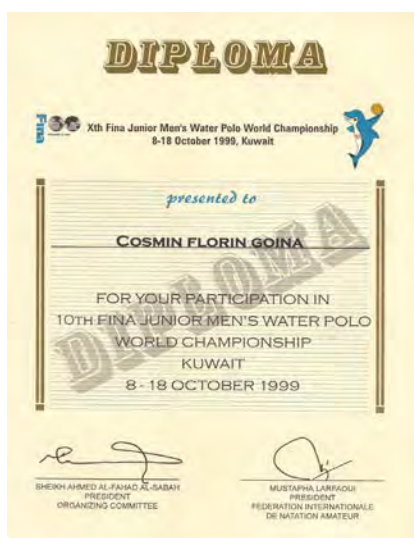 DIPLOMA
Fina
Xth Fina Junior Men's Water Polo World Championship
8-18 October 1999, Kuwait
presented to
COSMIN FLORIN GOINA
DIPLOMA
FOR YOUR PARTICIPATION IN
10TH FINA JUNIOR MEN'S WATER POLO
WORLD CHAMPIONSHIP
KUWAIT
8 - 18 OCTOBER 1999
SHEIKH AHMED AL-FAHAD AL-SABAH
PRESIDENT
ORGANIZING COMMITTEE
MUSTAPHA LARFAOUI
PRESIDENT
FEDERATION INTERNATIONALE
DE NATATION AMATEUR